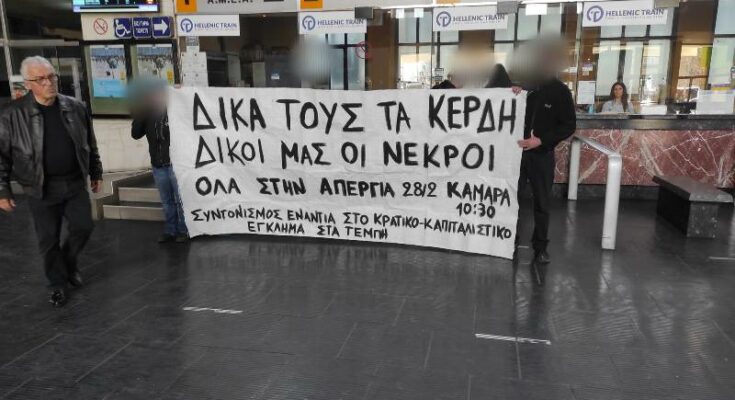 HELLENIC TRAIN HELLENIC TRAIN HELLENIC TRAIN HELLENIC TRAIN
Α.Μ.Ε.Α.
ΔΙΚΑ ΤΟΥΣ ΤΑ ΚΕΡΔΗ
ΔΙΚΟΙ ΜΑΣ ΟΙ ΝΕΚΡΟΙ
ΟΛΑ ΣΤΗΝ ΑΠΕΡΓΙΑ 28/2 ΚΑΜΑΡΑ
10:30
ΣΥΝΤΟΝΙΣΜΟΣ ΕΝΑΝΤΙΑ ΣΤΟ ΚΡΑΤΙΚΟ-ΚΑΠΙΤΑΛΙΣΤΙΚΟ
ΕΓΚΛΗΜΑ ΣΤΑ ΤΕΜΠΗ